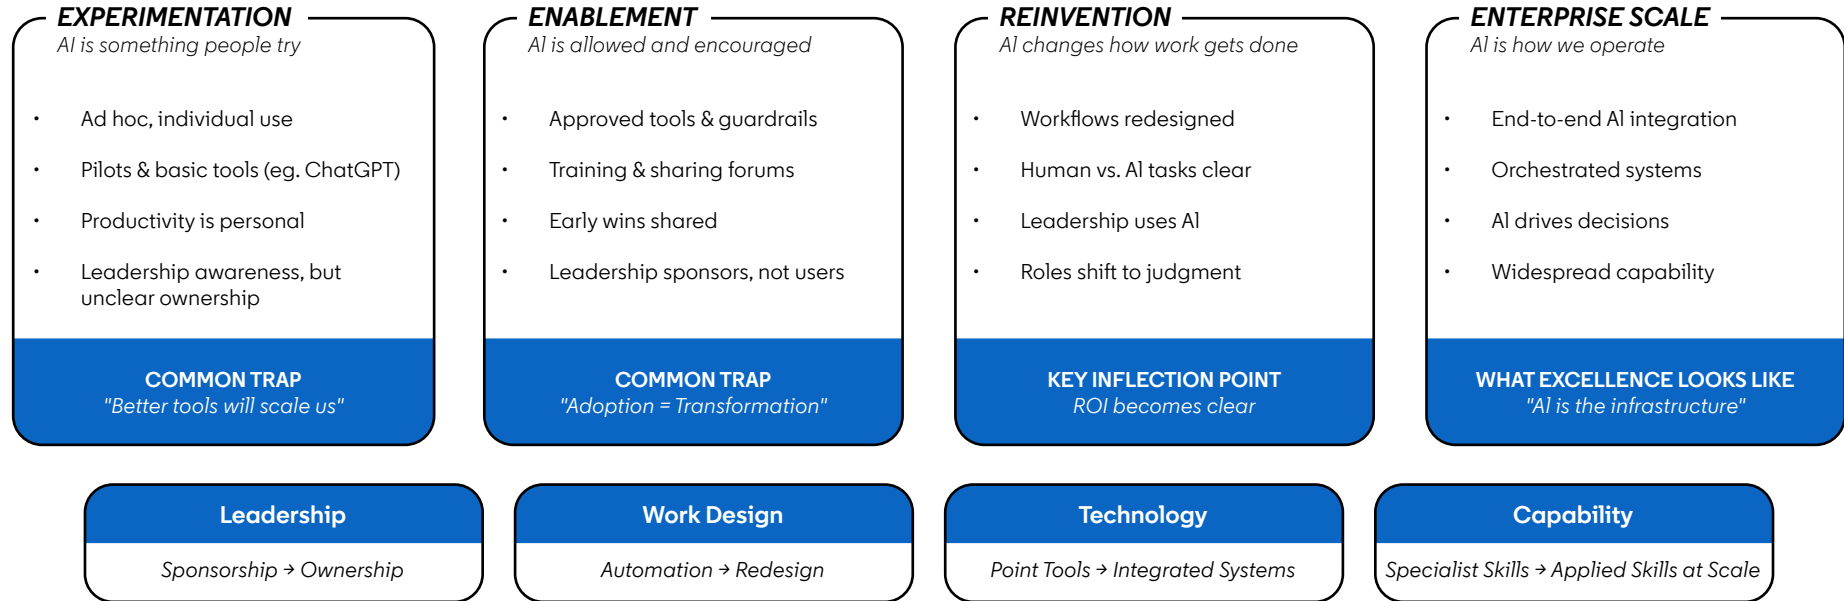 EXPERIMENTATION
AI is something people try
• Ad hoc, individual use
• Pilots & basic tools (eg. ChatGPT)
• Productivity is personal
• Leadership awareness, but
unclear ownership
COMMON TRAP
"Better tools will scale us"
ENABLEMENT
AI is allowed and encouraged
• Approved tools & guardrails
• Training & sharing forums
• Early wins shared
• Leadership sponsors, not users
COMMON TRAP
"Adoption = Transformation"
REINVENTION
AI changes how work gets done
• Workflows redesigned
• Human vs. AI tasks clear
• Leadership uses AI
• Roles shift to judgment
KEY INFLECTION POINT
ROI becomes clear
ENTERPRISE SCALE
AI is how we operate
• End-to-end AI integration
• Orchestrated systems
• AI drives decisions
• Widespread capability
WHAT EXCELLENCE LOOKS LIKE
"AI is the infrastructure"
Leadership
Sponsorship → Ownership
Work Design
Automation → Redesign
Technology
Point Tools → Integrated Systems
Capability
Specialist Skills → Applied Skills at Scale